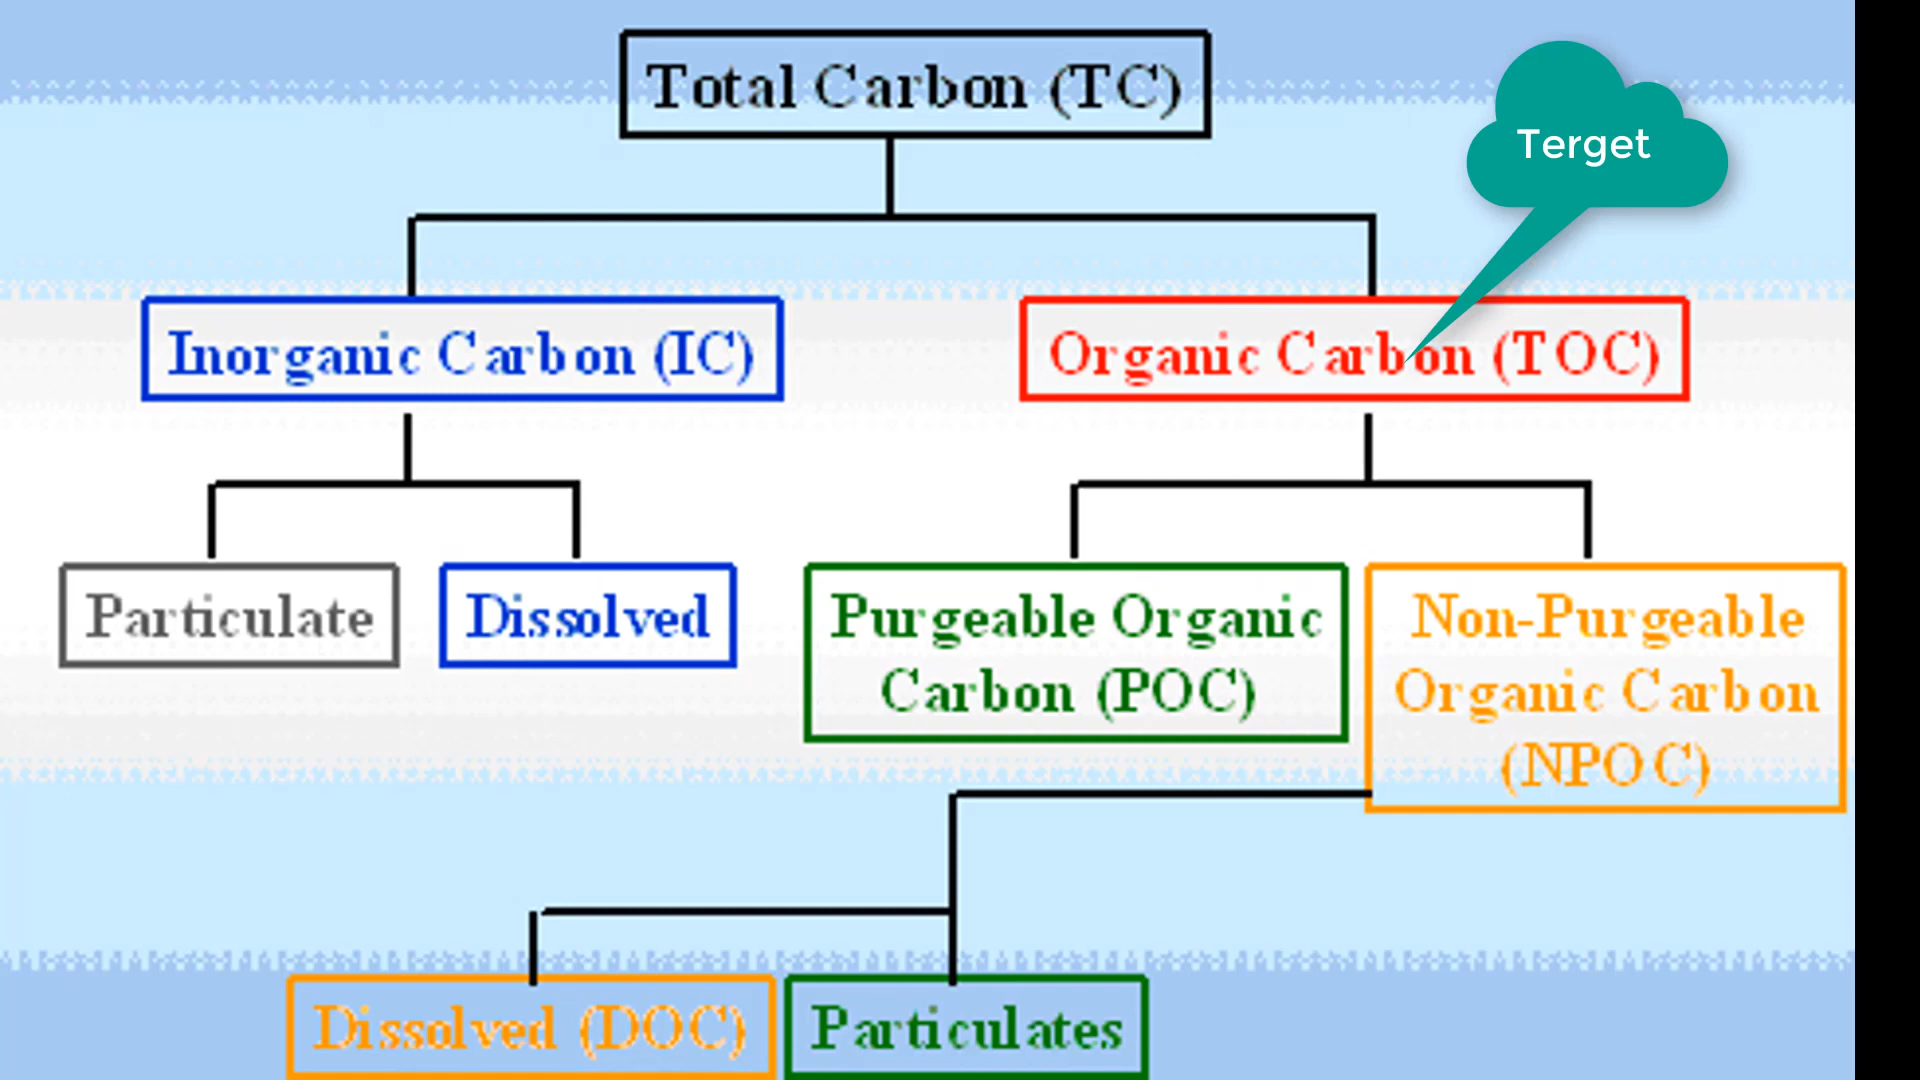 Total Carbon (TC)
Terget
Inorganic Carbon (IC)
Organic Carbon (TOC)
Particulate
Dissolved
Purgeable Organic
Carbon (POC)
Non-Purgeable
Organic Carbon
(NPOC)
Dissolved (DOC)
Particulates